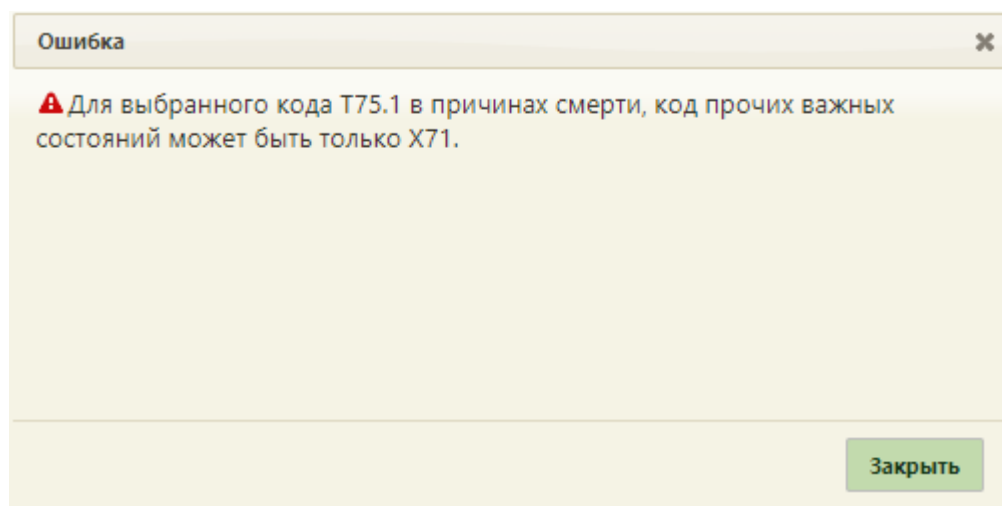 Ошибка
Для выбранного кода T75.1 в причинах смерти, код прочих важных
состояний может быть только X71.
Закрыть